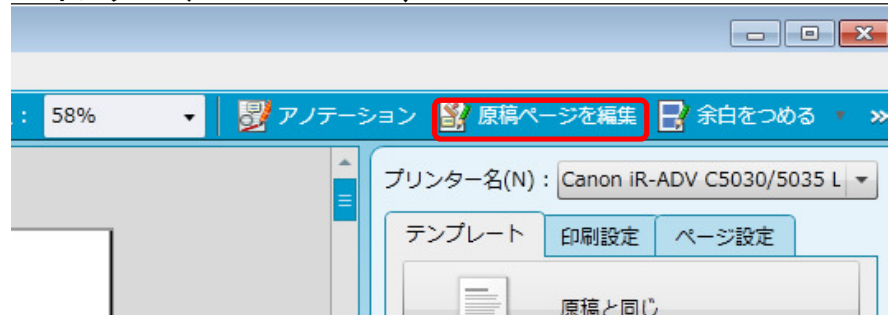 : 58% アノテーション 原稿ページを編集 余白をつめる »
プリンター名(N) : Canon iR-ADV C5030/5035 L
テンプレート 印刷設定 ページ設定
原稿と同じ